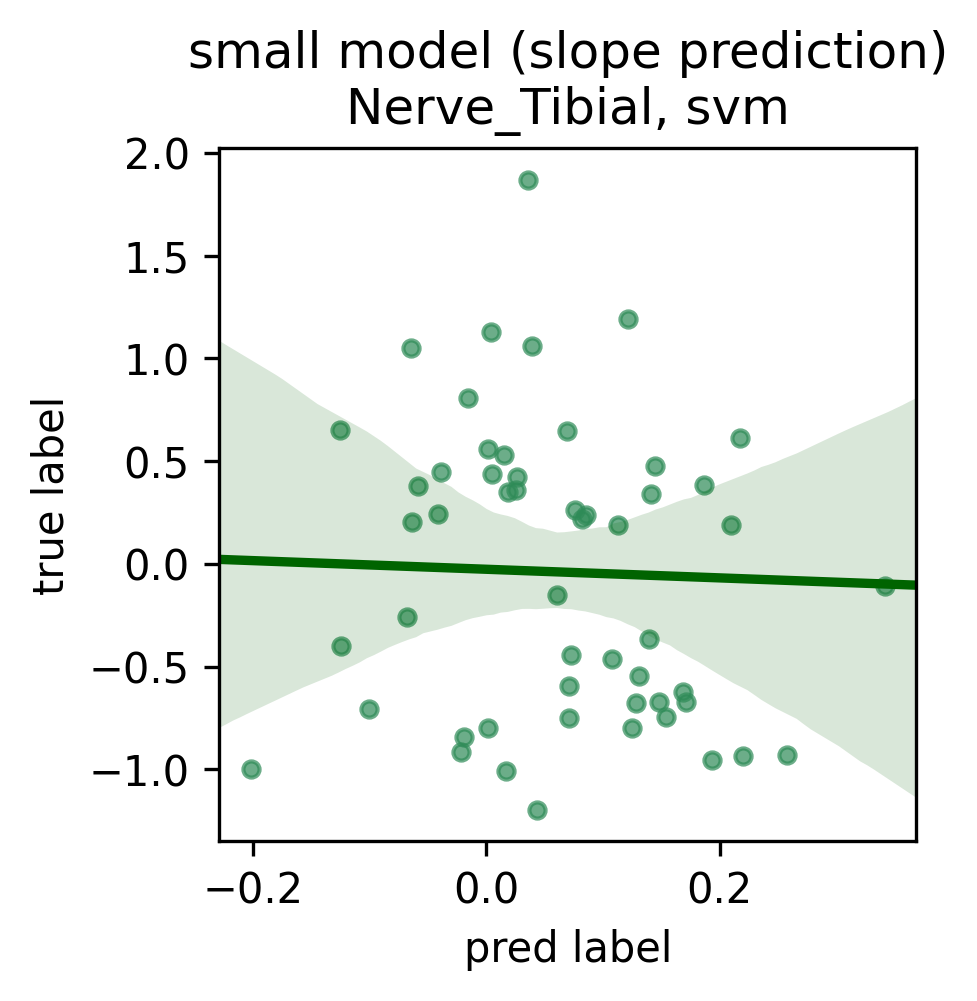 small model (slope prediction)
Nerve_Tibial, svm
2.0
1.5
1.0
0.5
0.0
−0.5
−1.0
true label
−0.2
0.0
0.2
pred label